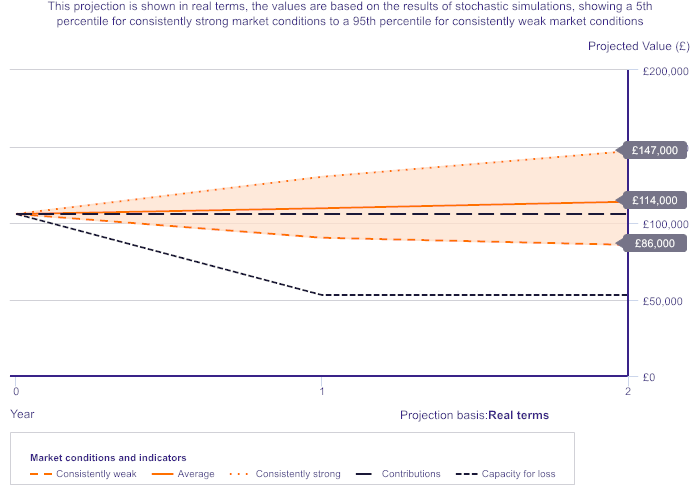 This projection is shown in real terms, the values are based on the results of stochastic simulations, showing a 5th
percentile for consistently strong market conditions to a 95th percentile for consistently weak market conditions
Projected Value (£)
£200,000
£147,000
£114,000
£100,000
£86,000
£50,000
£0
0 1 2
Year Projection basis:Real terms
Market conditions and indicators
Consistently weak Average Consistently strong Contributions Capacity for loss